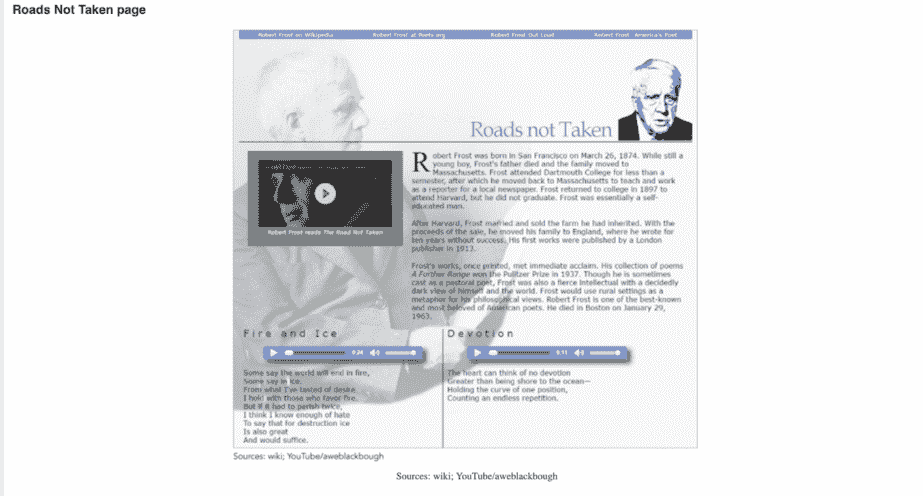 Roads Not Taken page
Robert Frost on Wikipedia Robert Frost at Poets.org Robert Frost Out Loud Robert Frost America's Poet
Roads not Taken
Robert Frost was born in San Francisco on March 26, 1874. While still a
young boy, Frost's father died and the family moved to
Massachusetts. Frost attended Dartmouth College for less than a
semester, after which he moved back to Massachusetts to teach and work
as a reporter for a local newspaper. Frost returned to college in 1897 to
attend Harvard, but he did not graduate. Frost was essentially a self-
educated man.
Robert Frost reads The Road Not Taken
After Harvard, Frost married and sold the farm he had inherited. With the
proceeds of the sale, he moved his family to England, where he wrote for
ten years without success. His first works were published by a London
publisher in 1913.
Frost's works, once printed, met immediate acclaim. His collection of poems
A Further Range won the Pulitzer Prize in 1937. Though he is sometimes
cast as a pastoral poet, Frost was also a fierce intellectual with a decidedly
dark view of himself and the world. Frost would use rural settings as a
metaphor for his philosophical views. Robert Frost is one of the best-known
and most beloved of American poets. He died in Boston on January 29,
1963.
Fire and Ice
0:24
Some say the world will end in fire,
Some say in ice.
From what I've tasted of desire
I hold with those who favor fire.
But if it had to perish twice,
I think I know enough of hate
To say that for destruction ice
Is also great
And would suffice.
Devotion
0:11
The heart can think of no devotion
Greater than being shore to the ocean—
Holding the curve of one position,
Counting an endless repetition.
Sources: wiki; YouTube/aweblackbough
Sources: wiki; YouTube/aweblackbough